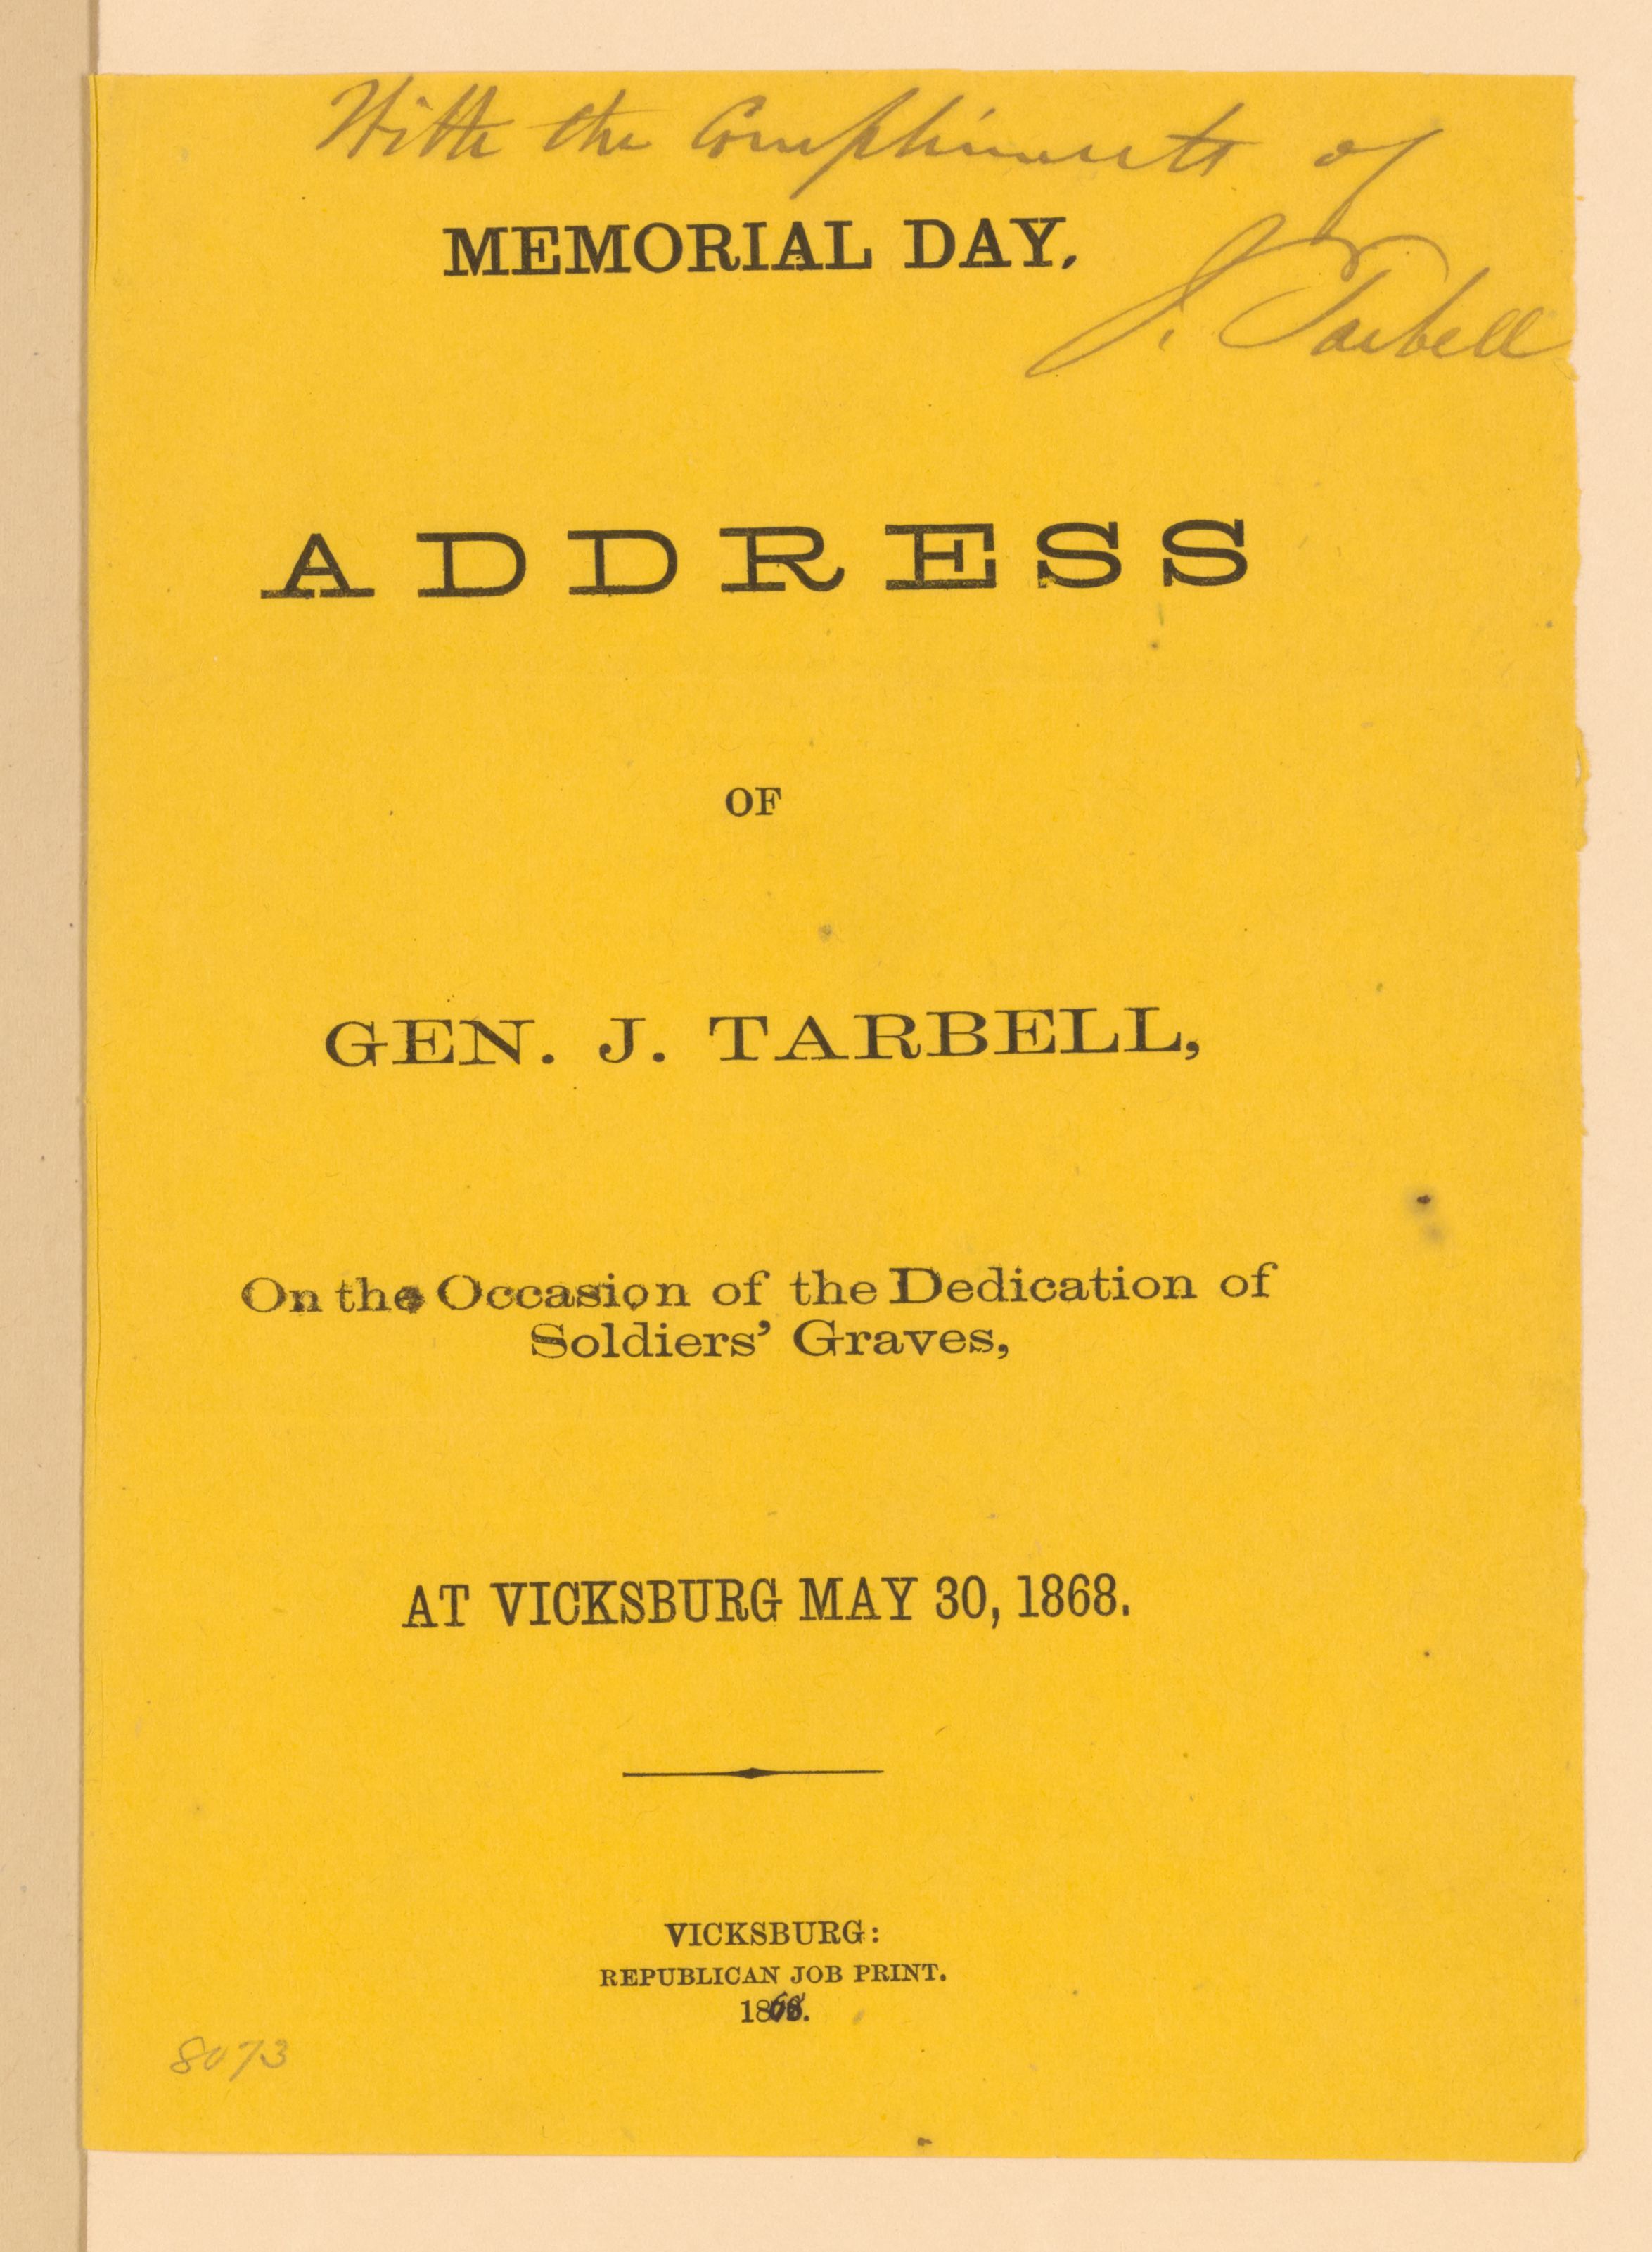 With the Compliments of
J. Tarbell
MEMORIAL DAY.
ADDRESS
OF
GEN. J. TARBELL,
On the Occasion of the Dedication of
Soldiers' Graves,
AT VICKSBURG MAY 30, 1868.
VICKSBURG:
REPUBLICAN JOB PRINT.
1868.
8073